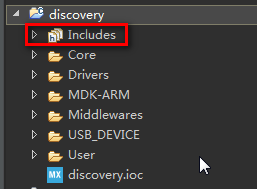 discovery
Includes
Core
Drivers
MDK-ARM
Middlewares
USB_DEVICE
User
MX discovery.ioc